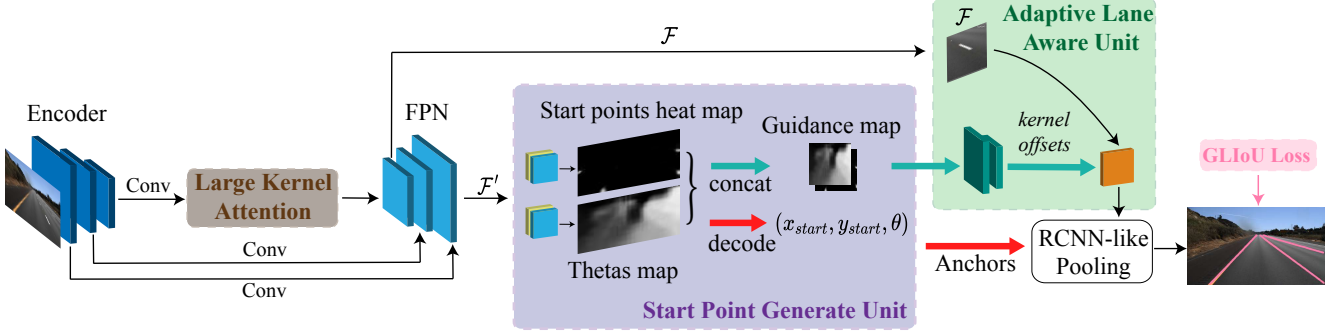 Encoder
Conv
Large Kernel
Attention
Conv
Conv
FPN
ℱ
ℱ′
Start points heat map
Thetas map
concat
decode
Guidance map
(x_start, y_start, θ)
Start Point Generate Unit
Adaptive Lane
Aware Unit
ℱ
kernel
offsets
Anchors
RCNN-like
Pooling
GLIoU Loss